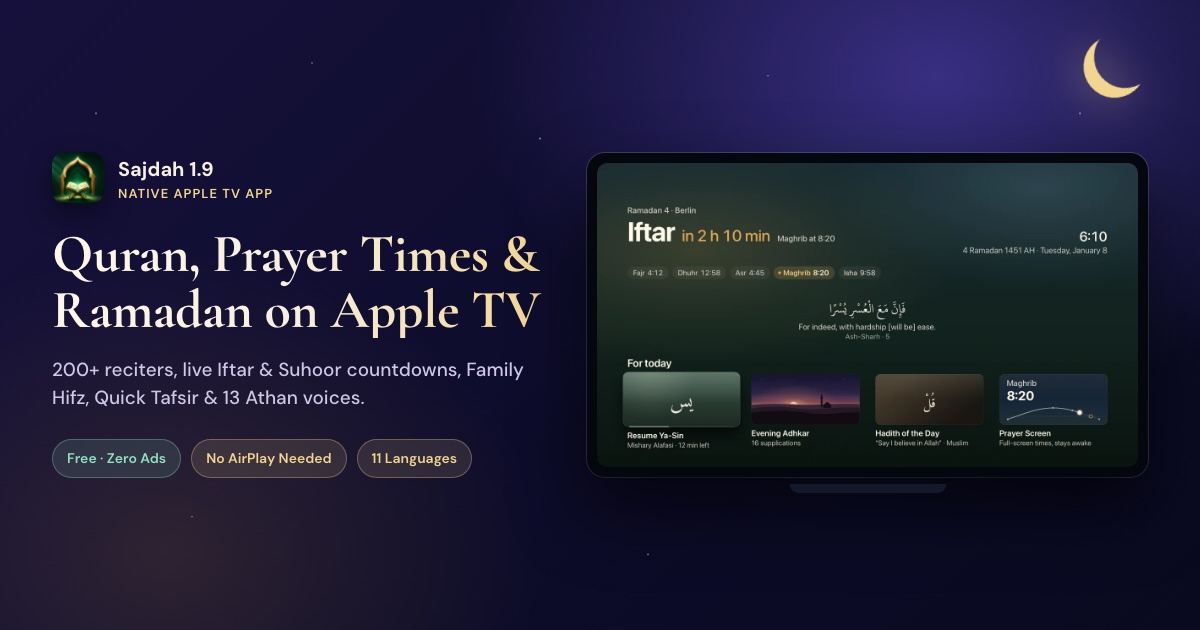 Sajdah 1.9
NATIVE APPLE TV APP
Quran, Prayer Times &
Ramadan on Apple TV
200+ reciters, live Iftar & Suhoor countdowns, Family
Hifz, Quick Tafsir & 13 Athan voices.
Free · Zero Ads
No AirPlay Needed
11 Languages
Ramadan 4 · Berlin
Iftar in 2 h 10 min Maghrib at 8:20
6:10
4 Ramadan 1451 AH · Tuesday, January 8
Fajr 4:12 Dhuhr 12:58 Asr 4:45 • Maghrib 8:20 Isha 9:58
فَإِنَّ مَعَ الْعُسْرِ يُسْرًا
For indeed, with hardship [will be] ease.
Ash-Sharh · 5
For today
يس
Resume Ya-Sin
Mishary Alafasi · 12 min left
Evening Adhkar
16 supplications
قُلْ
Hadith of the Day
"Say I believe in Allah" · Muslim
Maghrib
8:20
Prayer Screen
Full-screen times, stays awake